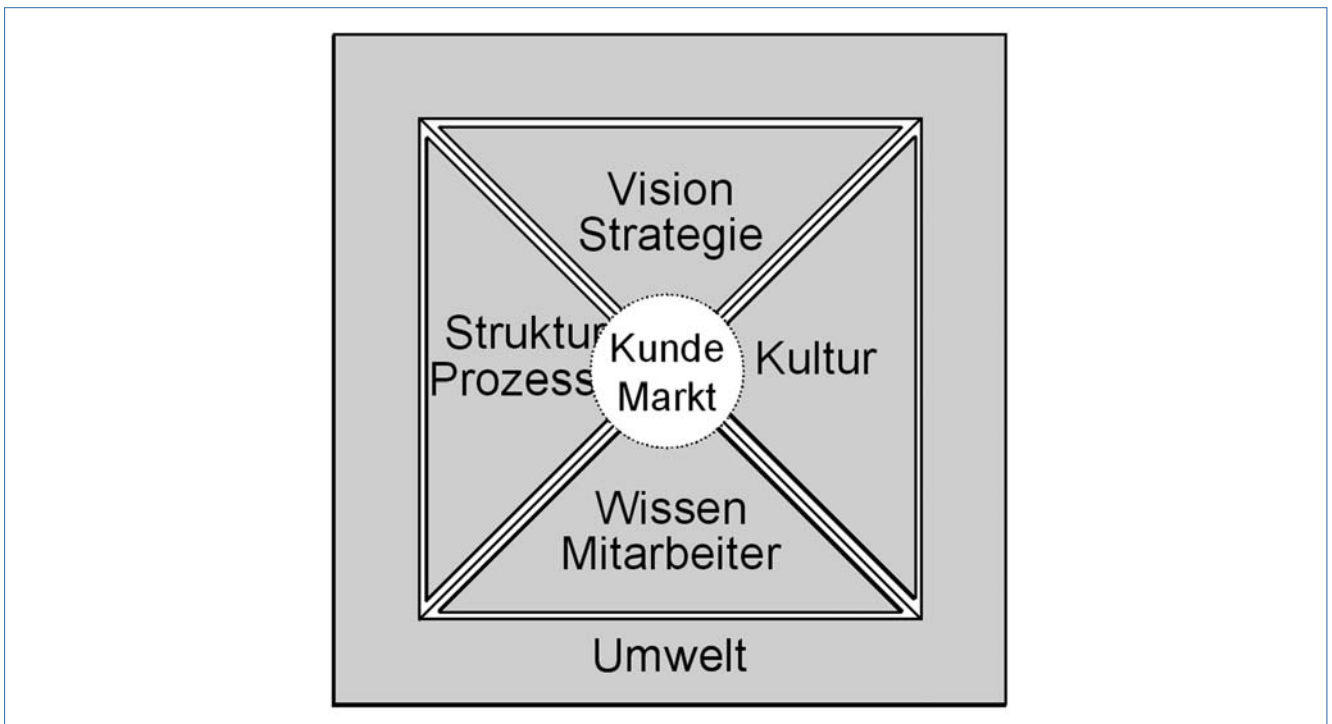 Vision
Strategie
Struktur
Prozess
Kunde
Markt
Kultur
Wissen
Mitarbeiter
Umwelt